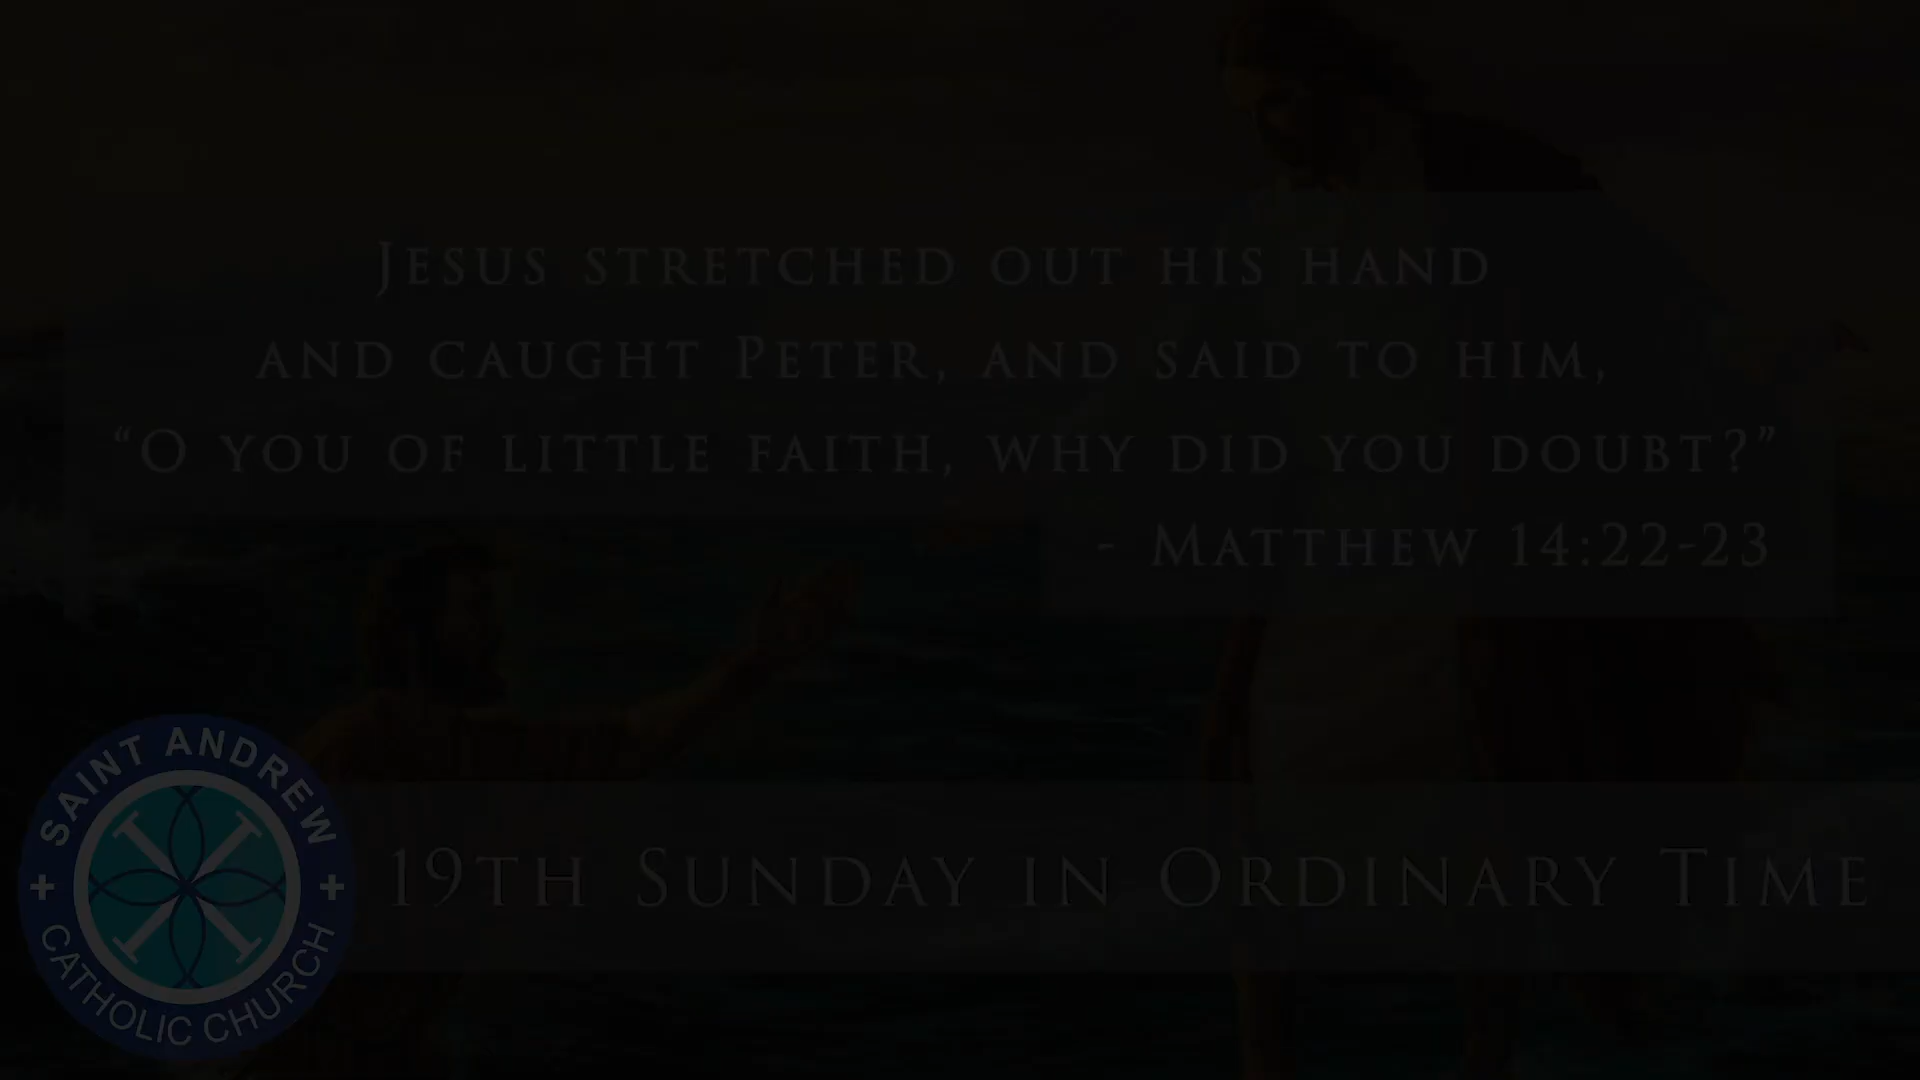 Jesus stretched out his hand
and caught Peter, and said to him,
“O you of little faith, why did you doubt?”
- Matthew 14:22-23
SAINT ANDREW
CATHOLIC CHURCH
19th Sunday in Ordinary Time